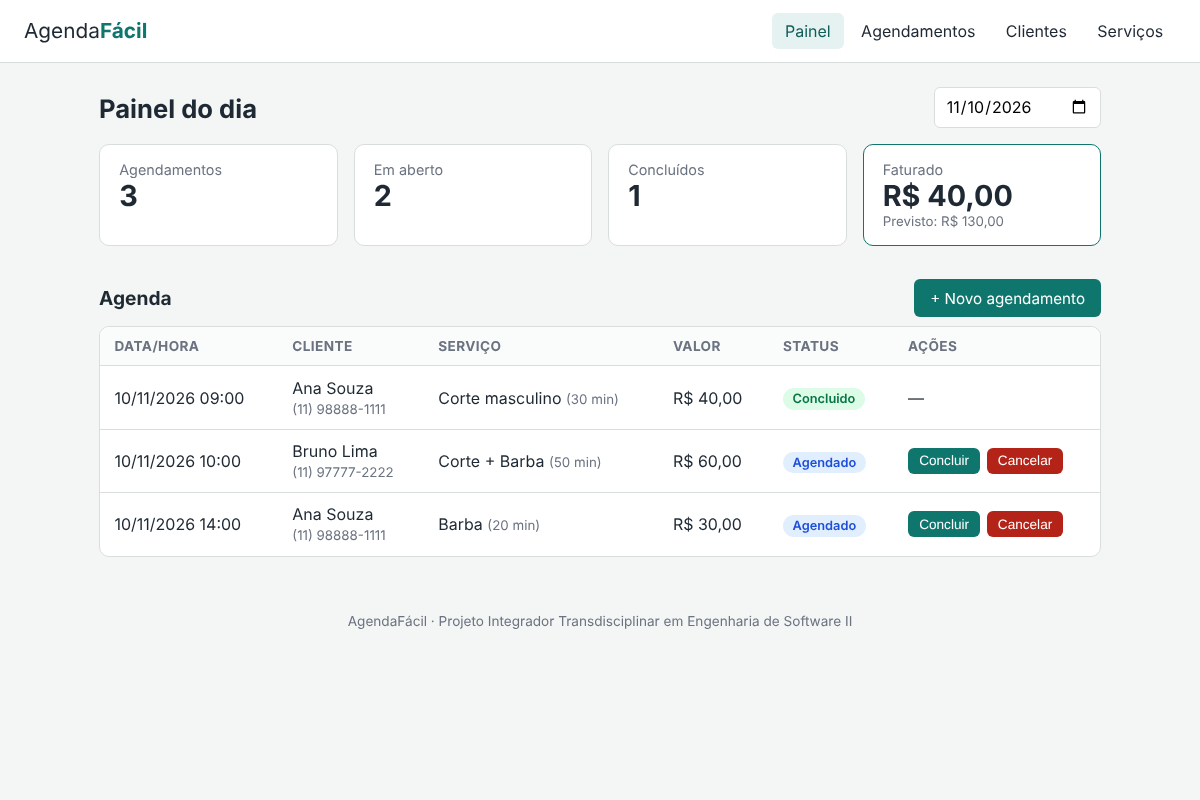 AgendaFácil Painel Agendamentos Clientes Serviços
Painel do dia 11/10/2026
Agendamentos Em aberto Concluídos Faturado
3 2 1 R$ 40,00
Previsto: R$ 130,00
Agenda + Novo agendamento
DATA/HORA CLIENTE SERVIÇO VALOR STATUS AÇÕES
10/11/2026 09:00 Ana Souza (11) 98888-1111 Corte masculino (30 min) R$ 40,00 Concluido —
10/11/2026 10:00 Bruno Lima (11) 97777-2222 Corte + Barba (50 min) R$ 60,00 Agendado Concluir Cancelar
10/11/2026 14:00 Ana Souza (11) 98888-1111 Barba (20 min) R$ 30,00 Agendado Concluir Cancelar
AgendaFácil · Projeto Integrador Transdisciplinar em Engenharia de Software II